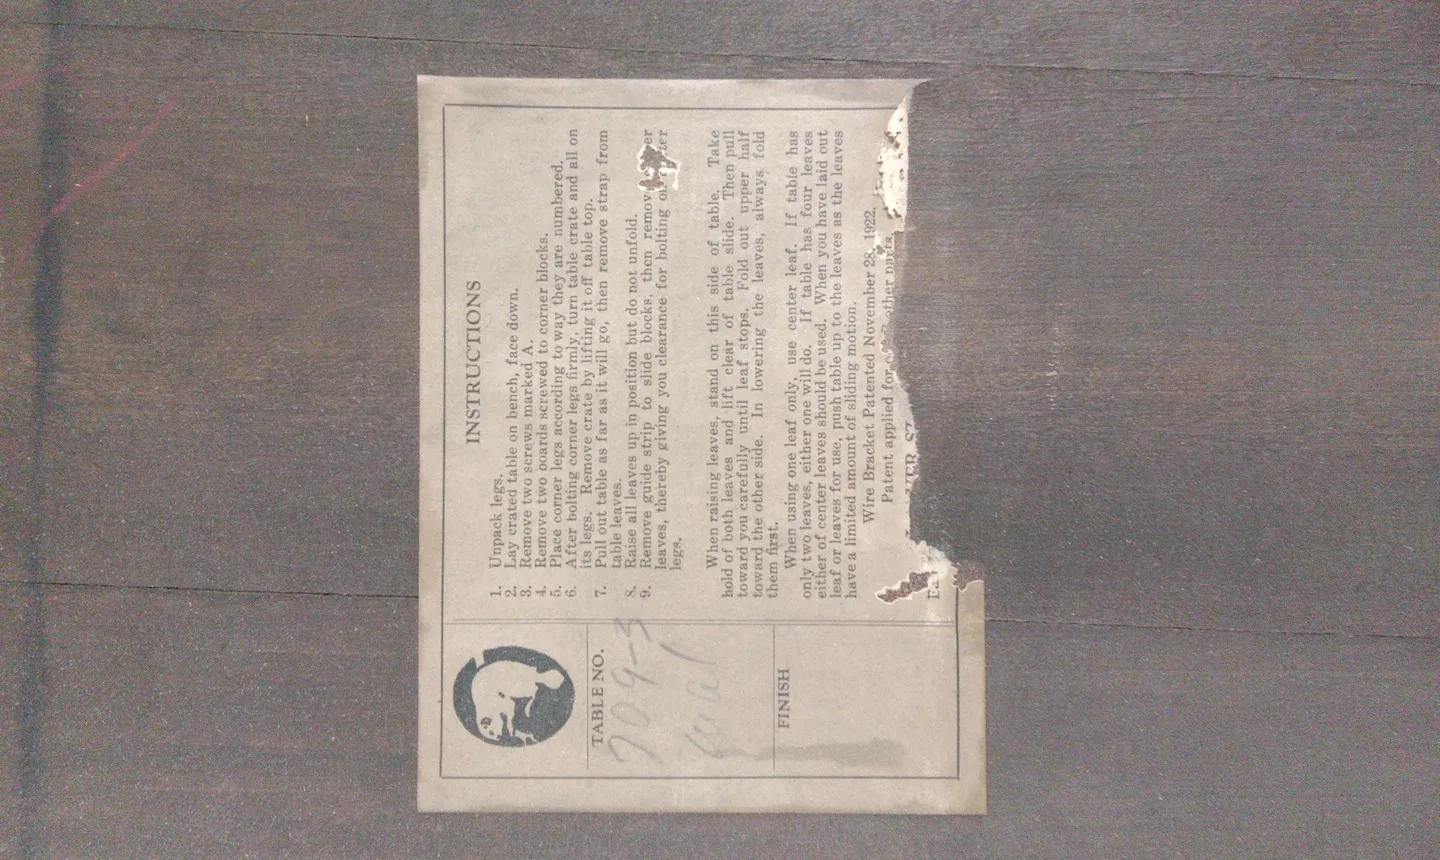 INSTRUCTIONS
1. Unpack legs.
2. Lay crated table on bench, face down.
3. Remove two screws marked A.
4. Remove two boards screwed to corner blocks.
5. Place corner legs according to way they are numbered.
6. After bolting corner legs firmly, turn table crate and all on
its legs. Remove crate by lifting it off table top.
7. Pull out table as far as it will go, then remove strap from
table leaves.
8. Raise all leaves up in position but do not unfold.
9. Remove guide strip to slide blocks, then remov
leaves, thereby giving you clearance for bolting
legs.
When raising leaves, stand on this side of table. Take
hold of both leaves and lift clear of table slide. Then pull
toward you carefully until leaf stops. Fold out upper half
toward the other side. In lowering the leaves, always fold
them first.
When using one leaf only, use center leaf. If table has
only two leaves, either one will do. If table has four leaves
either of center leaves should be used. When you have laid out
leaf or leaves for use, push table up to the leaves as the leaves
have a limited amount of sliding motion.
Wire Bracket Patented November 28, 1922.
Patent applied for other parts.
TABLE NO.
709-3
FINISH